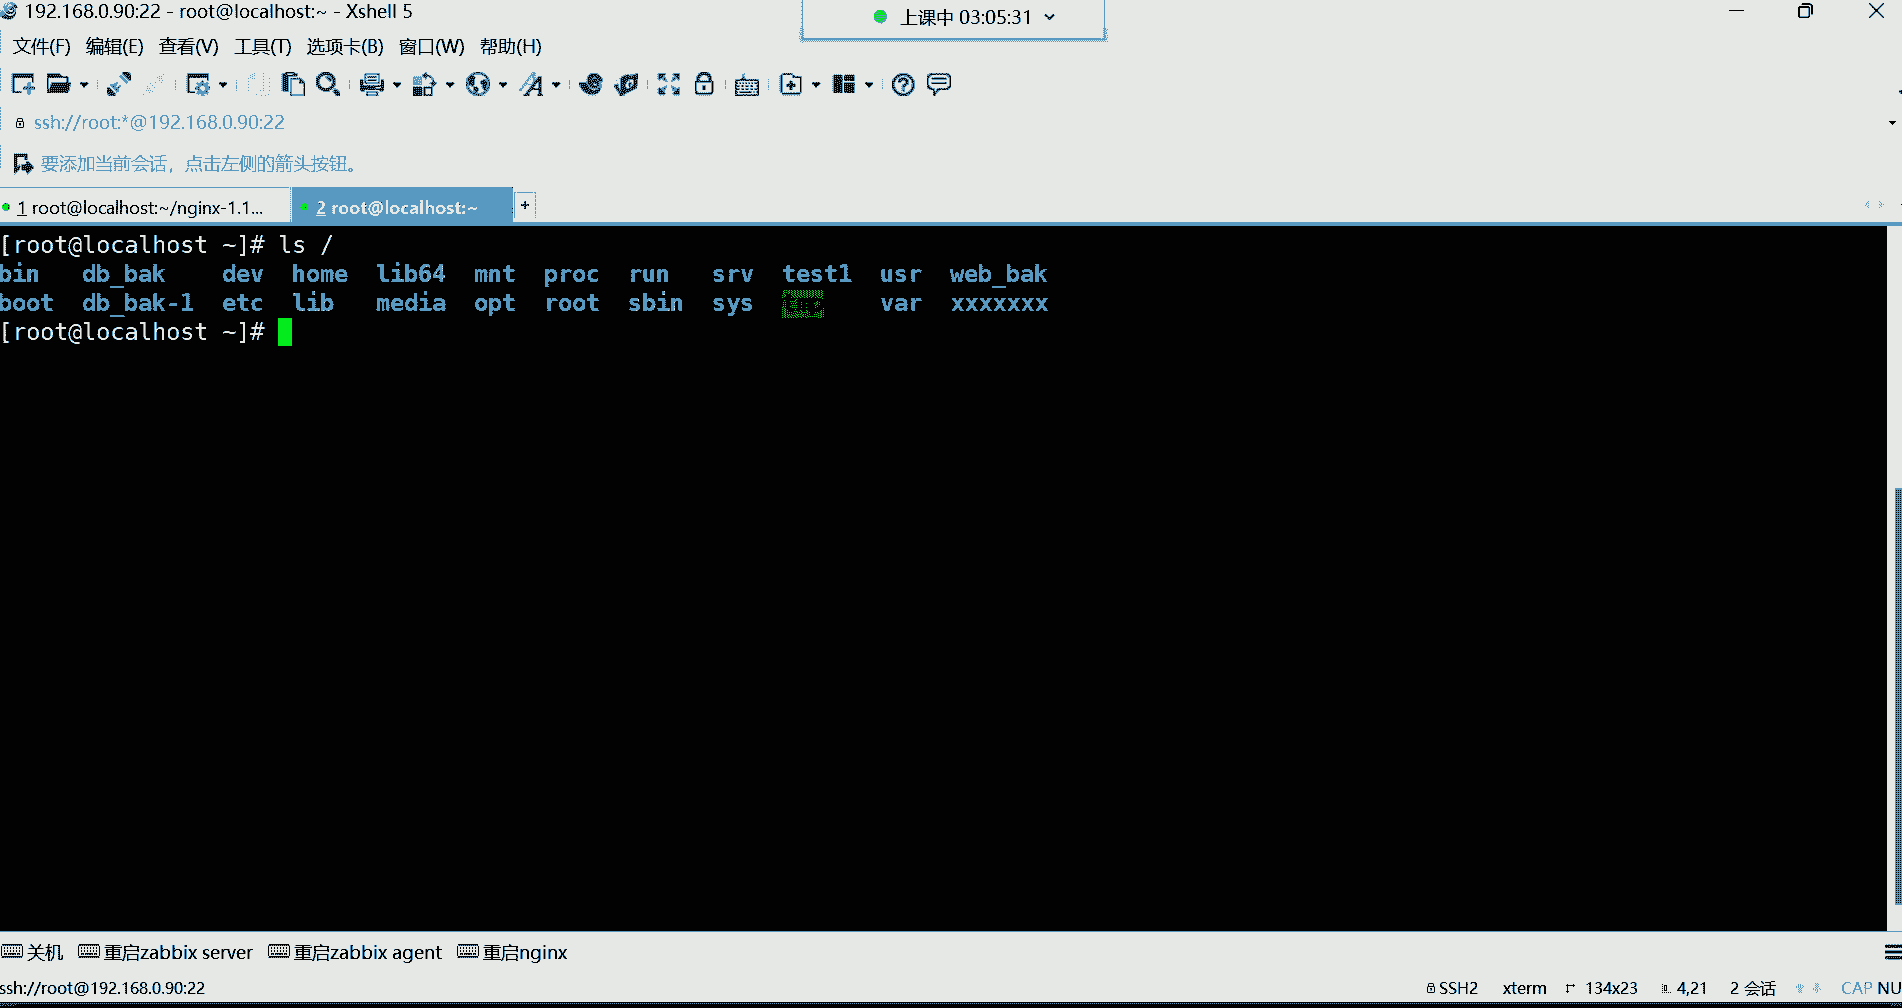 192.168.0.90:22 - root@localhost:~ - Xshell 5
上课中 03:05:31
文件(F) 编辑(E) 查看(V) 工具(T) 选项卡(B) 窗口(W) 帮助(H)
ssh://root:*@192.168.0.90:22
要添加当前会话，点击左侧的箭头按钮。
1 root@localhost:~/nginx-1.1... 2 root@localhost:~ +
[root@localhost ~]# ls /
bin db_bak dev home lib64 mnt proc run srv test1 usr web_bak
boot db_bak-1 etc lib media opt root sbin sys var xxxxxxx
[root@localhost ~]#
关机 重启zabbix server 重启zabbix agent 重启nginx
ssh://root@192.168.0.90:22 SSH2 xterm 134x23 4,21 2 会话 CAP NU